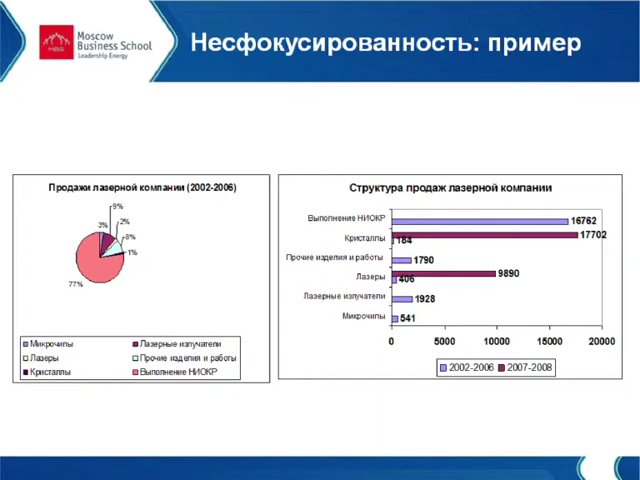 Moscow
Business School
Leadership Energy
MBS
Несфокусированность: пример
Продажи лазерной компании (2002-2006)
9%
3%
2%
8%
1%
77%
Микрочипы
Лазерные излучатели
Лазеры
Прочие изделия и работы
Кристаллы
Выполнение НИОКР
Структура продаж лазерной компании
Выполнение НИОКР
16762
Кристаллы
17702
184
Прочие изделия и работы
1790
Лазеры
9890
406
Лазерные излучатели
1928
Микрочипы
541
0 5000 10000 15000 20000
2002-2006 2007-2008